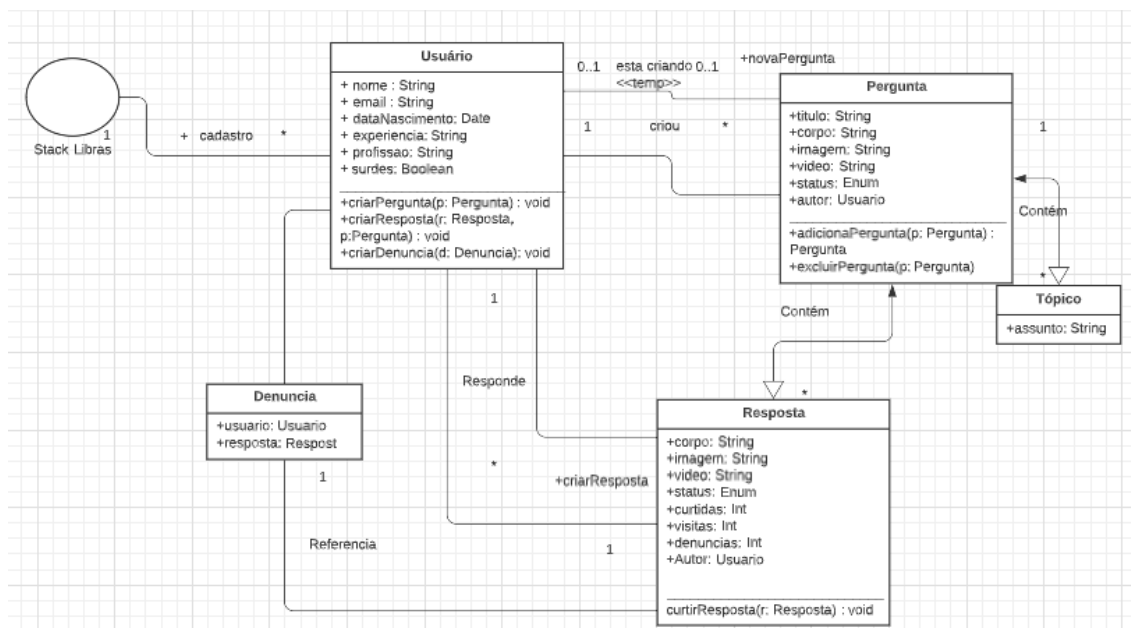 Stack Libras
1
+ cadastro *
Usuário
+ nome : String
+ email : String
+ dataNascimento: Date
+ experiencia: String
+ profissao: String
+ surdes: Boolean
+criarPergunta(p: Pergunta) : void
+criarResposta(r: Resposta,
p:Pergunta) : void
+criarDenuncia(d: Denuncia): void
0..1 esta criando 0..1
<<temp>>
+novaPergunta
1 criou *
Pergunta
+titulo: String
+corpo: String
+imagem: String
+video: String
+status: Enum
+autor: Usuario
+adicionaPergunta(p: Pergunta) :
Pergunta
+excluirPergunta(p: Pergunta)
1
Contém
*
Tópico
+assunto: String
Contém
*
1
Responde
*
+criarResposta
1
Denuncia
+usuario: Usuario
+resposta: Respost
1
Referencia
Resposta
+corpo: String
+imagem: String
+video: String
+status: Enum
+curtidas: Int
+visitas: Int
+denuncias: Int
+Autor: Usuario
curtirResposta(r: Resposta) : void